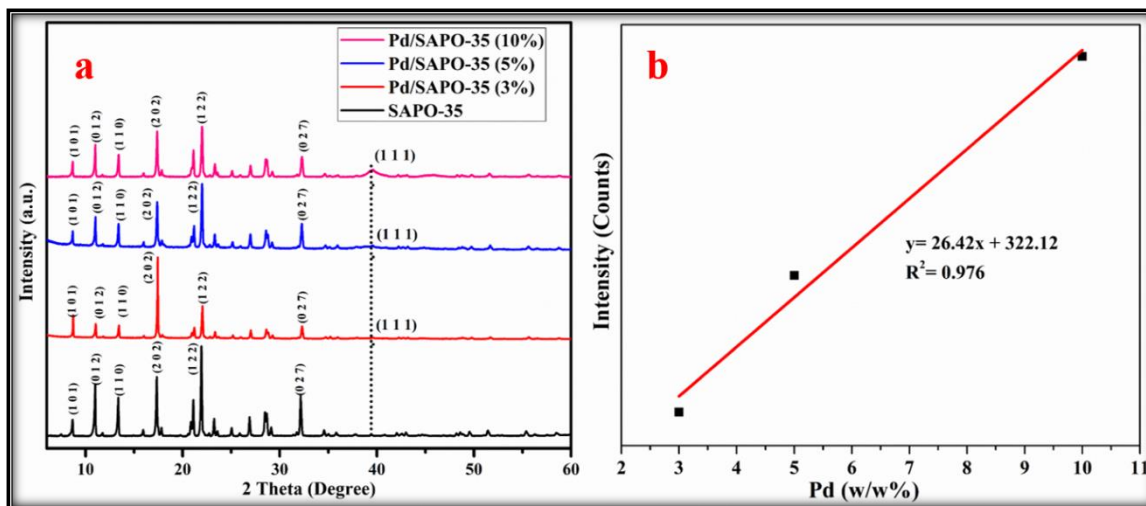 a
Pd/SAPO-35 (10%)
Pd/SAPO-35 (5%)
Pd/SAPO-35 (3%)
SAPO-35
(1 0 1)
(0 1 2)
(1 1 0)
(2 0 2)
(1 2 2)
(0 2 7)
(1 1 1)
(1 0 1)
(0 1 2)
(1 1 0)
(2 0 2)
(1 2 2)
(0 2 7)
(1 1 1)
(1 0 1)
(0 1 2)
(1 1 0)
(2 0 2)
(1 2 2)
(0 2 7)
(1 1 1)
(1 0 1)
(0 1 2)
(1 1 0)
(2 0 2)
(1 2 2)
(0 2 7)
Intensity (a.u.)
10 20 30 40 50 60
2 Theta (Degree)
b
Intensity (Counts)
y= 26.42x + 322.12
R²= 0.976
2 3 4 5 6 7 8 9 10 11
Pd (w/w%)